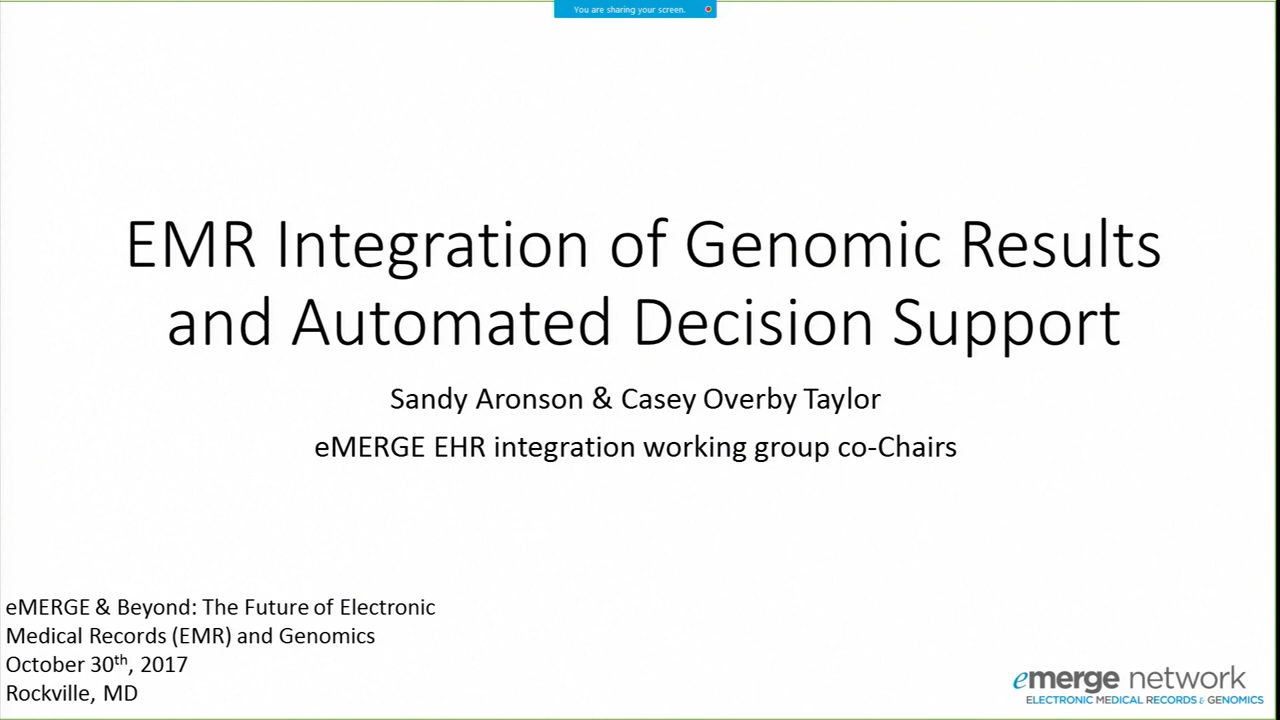 You are sharing your screen.
EMR Integration of Genomic Results
and Automated Decision Support
Sandy Aronson & Casey Overby Taylor
eMERGE EHR integration working group co-Chairs
eMERGE & Beyond: The Future of Electronic
Medical Records (EMR) and Genomics
October 30th, 2017
Rockville, MD
emerge network
ELECTRONIC MEDICAL RECORDS & GENOMICS